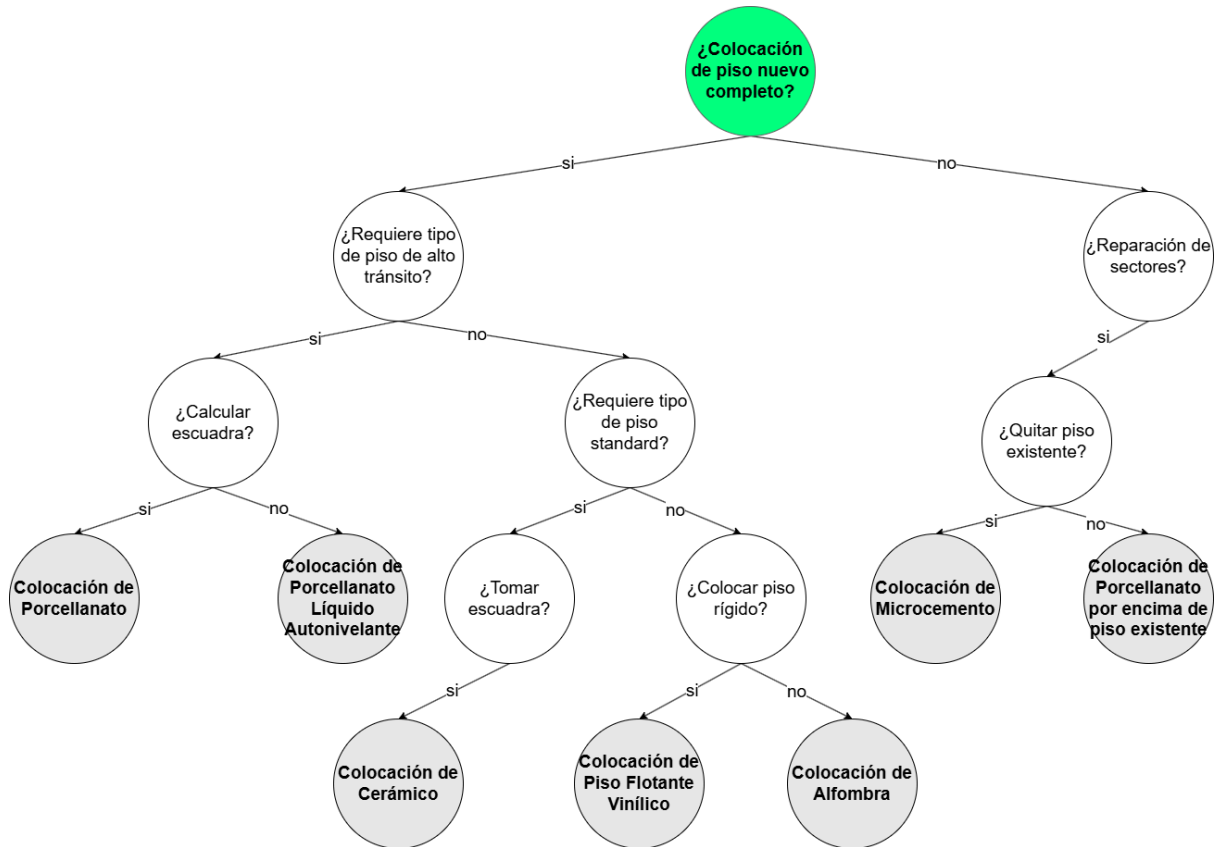 ¿Colocación
de piso nuevo
completo?
si
no
¿Requiere tipo
de piso de alto
tránsito?
¿Reparación de
sectores?
si
no
si
¿Calcular
escuadra?
¿Requiere tipo
de piso
standard?
¿Quitar piso
existente?
si
no
si
no
si
no
Colocación de
Porcellanato
Colocación de
Porcellanato
Líquido
Autonivelante
¿Tomar
escuadra?
¿Colocar piso
rígido?
Colocación de
Microcemento
Colocación de
Porcellanato
por encima de
piso existente
si
si
no
Colocación de
Cerámico
Colocación de
Piso Flotante
Vinílico
Colocación de
Alfombra